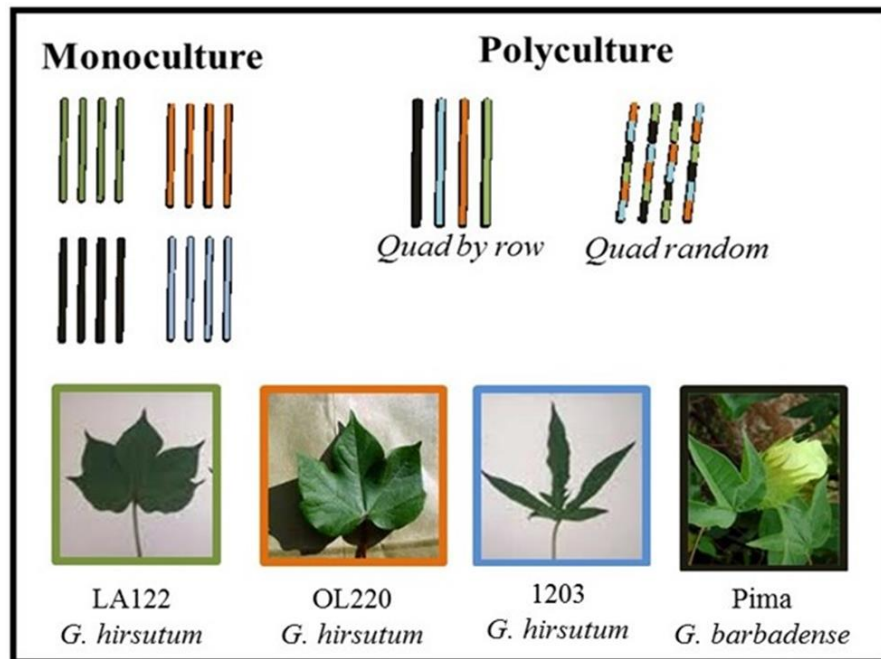 Monoculture
Polyculture
Quad by row
Quad random
LA122
G. hirsutum
OL220
G. hirsutum
1203
G. hirsutum
Pima
G. barbadense